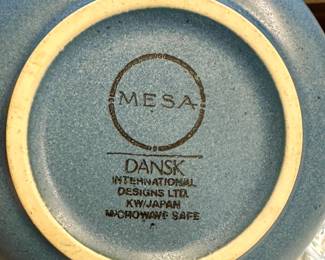 MESA
DANSK
INTERNATIONAL
DESIGNS LTD.
KW/JAPAN
MICROWAVE SAFE